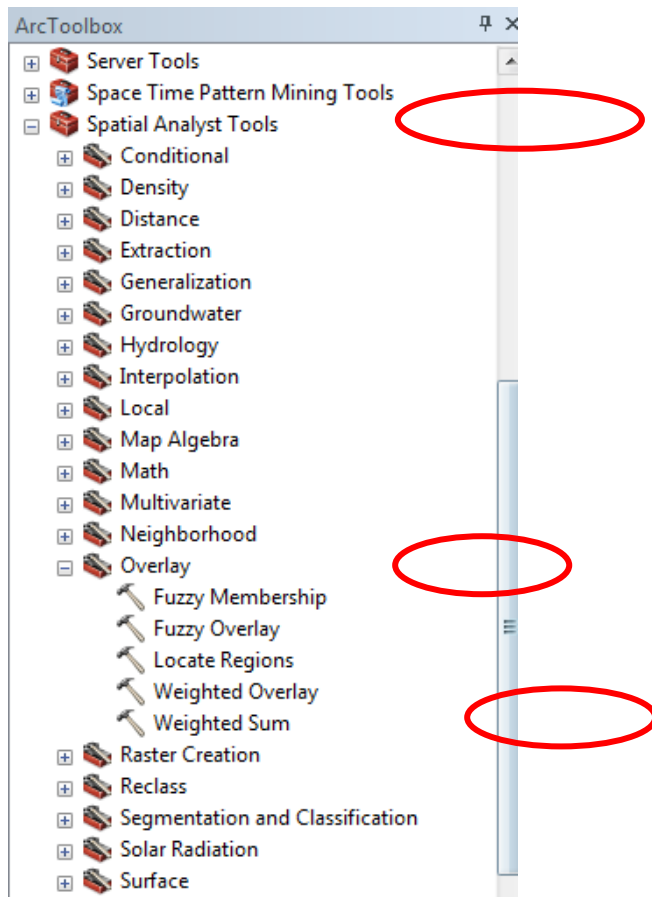 ArcToolbox
Server Tools
Space Time Pattern Mining Tools
Spatial Analyst Tools
Conditional
Density
Distance
Extraction
Generalization
Groundwater
Hydrology
Interpolation
Local
Map Algebra
Math
Multivariate
Neighborhood
Overlay
Fuzzy Membership
Fuzzy Overlay
Locate Regions
Weighted Overlay
Weighted Sum
Raster Creation
Reclass
Segmentation and Classification
Solar Radiation
Surface